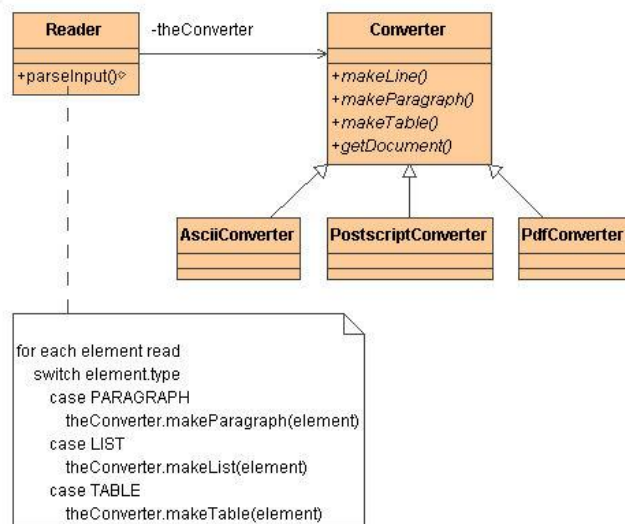 Reader
+parseInput()
-theConverter
Converter
+makeLine()
+makeParagraph()
+makeTable()
+getDocument()
AsciiConverter
PostscriptConverter
PdfConverter
for each element read
switch element.type
case PARAGRAPH
theConverter.makeParagraph(element)
case LIST
theConverter.makeList(element)
case TABLE
theConverter.makeTable(element)